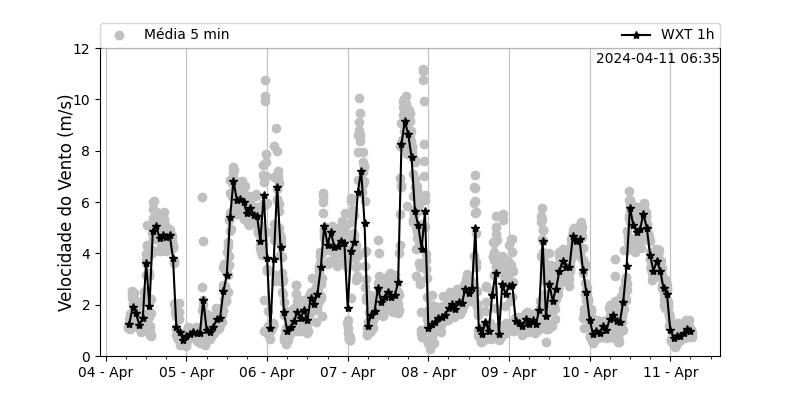 Média 5 min
WXT 1h
2024-04-11 06:35
Velocidade do Vento (m/s)
12
10
8
6
4
2
0
04 - Apr 05 - Apr 06 - Apr 07 - Apr 08 - Apr 09 - Apr 10 - Apr 11 - Apr